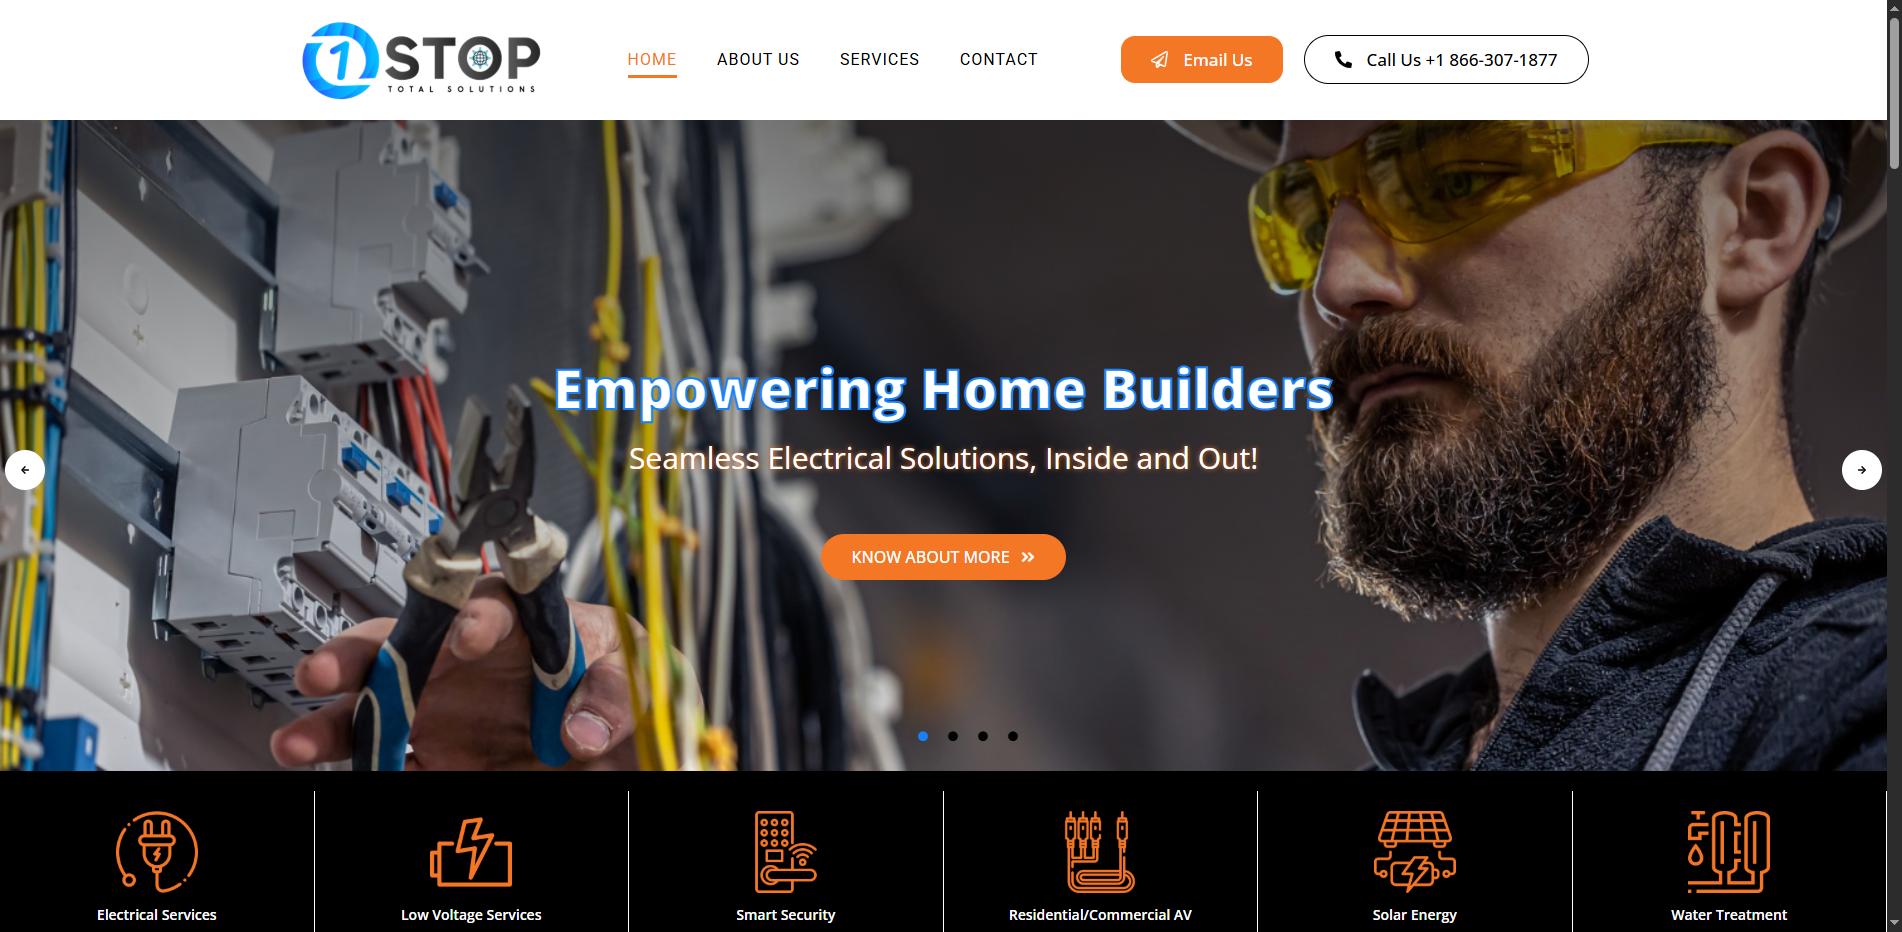 1 STOP
TOTAL SOLUTIONS
HOME
ABOUT US
SERVICES
CONTACT
Email Us
Call Us +1 866-307-1877
Empowering Home Builders
Seamless Electrical Solutions, Inside and Out!
KNOW ABOUT MORE
Electrical Services
Low Voltage Services
Smart Security
Residential/Commercial AV
Solar Energy
Water Treatment